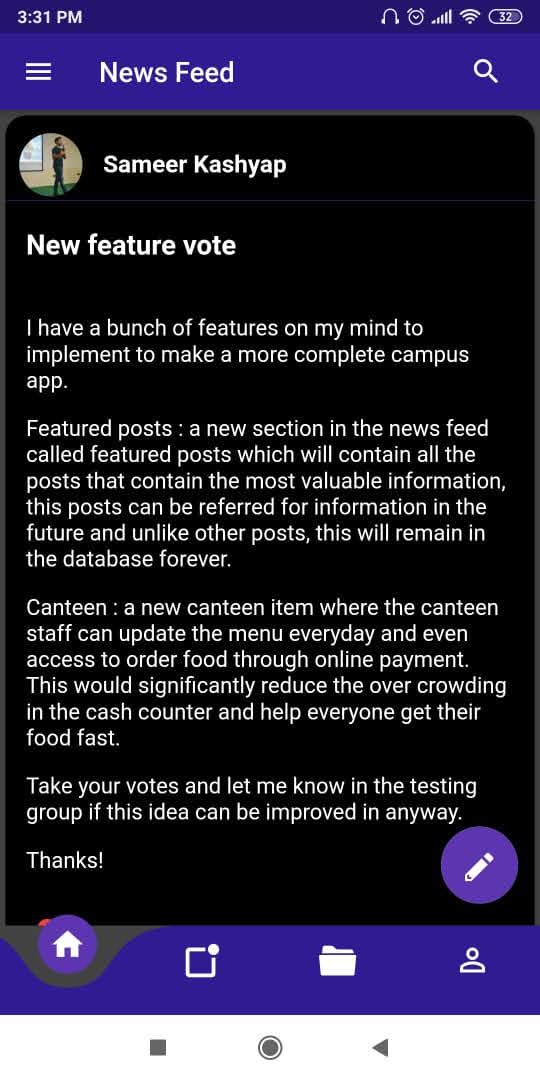 3:31 PM
32
News Feed
Sameer Kashyap
New feature vote
I have a bunch of features on my mind to
implement to make a more complete campus
app.
Featured posts : a new section in the news feed
called featured posts which will contain all the
posts that contain the most valuable information,
this posts can be referred for information in the
future and unlike other posts, this will remain in
the database forever.
Canteen : a new canteen item where the canteen
staff can update the menu everyday and even
access to order food through online payment.
This would significantly reduce the over crowding
in the cash counter and help everyone get their
food fast.
Take your votes and let me know in the testing
group if this idea can be improved in anyway.
Thanks!